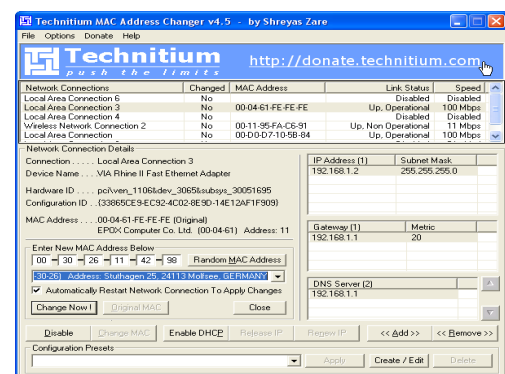 Technitium MAC Address Changer v4.5 - by Shreyas Zare
File Options Donate Help
Technitium
push the limits
http://donate.technitium.com
Network Connections Changed MAC Address Link Status Speed
Local Area Connection 6 No Disabled Disabled
Local Area Connection 3 No 00-04-61-FE-FE-FE Up, Operational 100 Mbps
Local Area Connection 4 No Disabled Disabled
Wireless Network Connection 2 No 00-11-95-FA-C6-91 Up, Non Operational 11 Mbps
Local Area Connection No 00-D0-D7-10-5B-84 Up, Operational 100 Mbps
Network Connection Details
Connection . . . . . Local Area Connection 3
Device Name . . . VIA Rhine II Fast Ethernet Adapter
Hardware ID . . . . pci\ven_1106&dev_3065&subsys_30051695
Configuration ID . . {33865CE9-EC92-4C02-8E9D-14E12AF1F909}
MAC Address . . . . 00-04-61-FE-FE-FE (Original)
EPOX Computer Co. Ltd. (00-04-61) Address: 11
IP Address (1) Subnet Mask
192.168.1.2 255.255.255.0
Gateway (1) Metric
192.168.1.1 20
DNS Server (2)
192.168.1.1
Enter New MAC Address Below
00 - 30 - 26 - 11 - 42 - 98 Random MAC Address
-30-26) Address: Stuthagen 25, 24113 Molfsee, GERMANY
Automatically Restart Network Connection To Apply Changes
Change Now ! Original MAC Close
Disable Change MAC Enable DHCP Release IP Renew IP << Add >> << Remove >>
Configuration Presets
Apply Create / Edit Delete